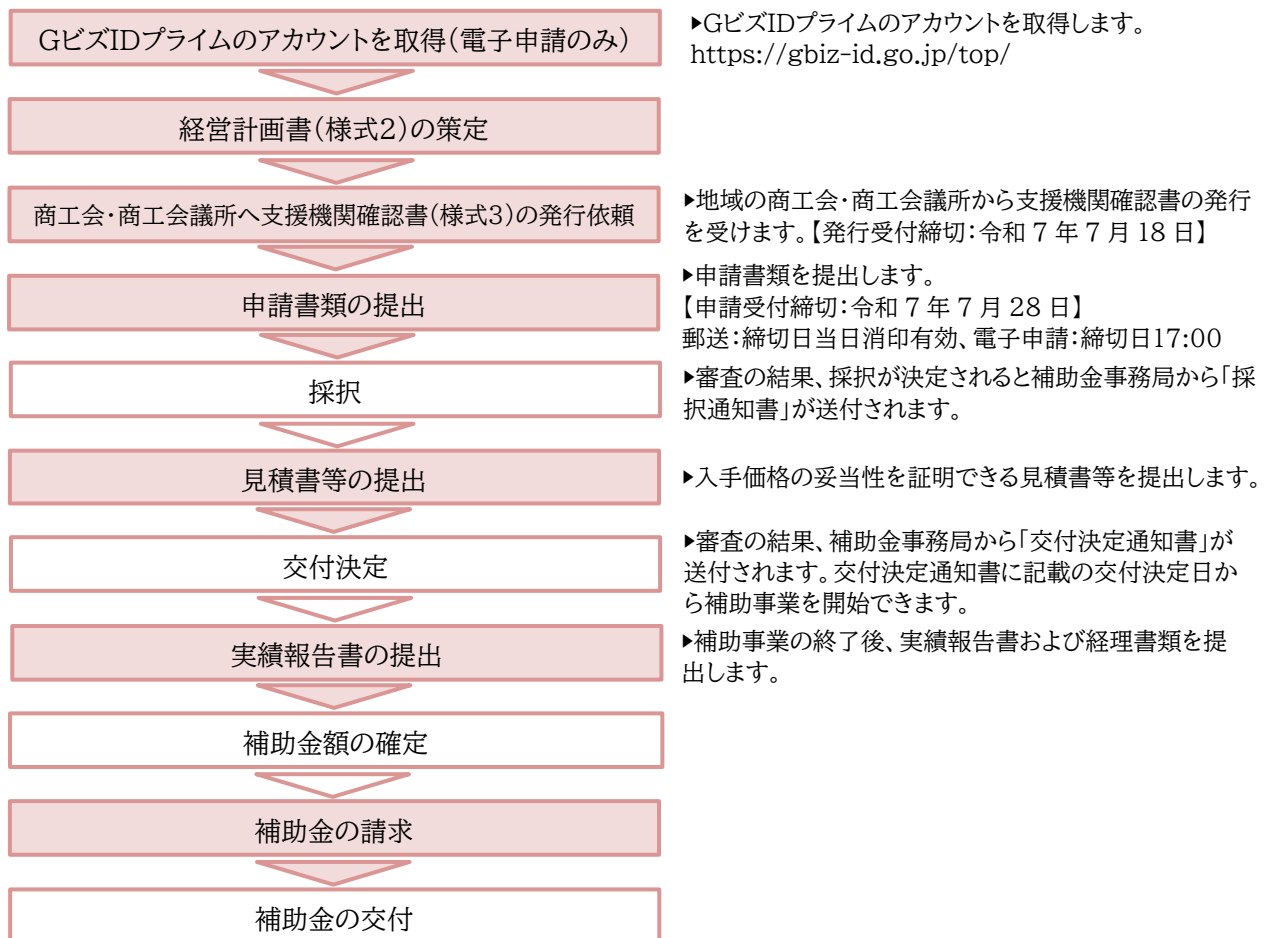 GビズIDプライムのアカウントを取得(電子申請のみ)
▶GビズIDプライムのアカウントを取得します。
https://gbiz-id.go.jp/top/
経営計画書(様式2)の策定
商工会・商工会議所へ支援機関確認書(様式3)の発行依頼
▶地域の商工会・商工会議所から支援機関確認書の発行
を受けます。【発行受付締切:令和 7 年 7 月 18 日】
申請書類の提出
▶申請書類を提出します。
【申請受付締切:令和 7 年 7 月 28 日】
郵送:締切日当日消印有効、電子申請:締切日17:00
採択
▶審査の結果、採択が決定されると補助金事務局から「採
択通知書」が送付されます。
見積書等の提出
▶入手価格の妥当性を証明できる見積書等を提出します。
交付決定
▶審査の結果、補助金事務局から「交付決定通知書」が
送付されます。交付決定通知書に記載の交付決定日か
ら補助事業を開始できます。
実績報告書の提出
▶補助事業の終了後、実績報告書および経理書類を提
出します。
補助金額の確定
補助金の請求
補助金の交付